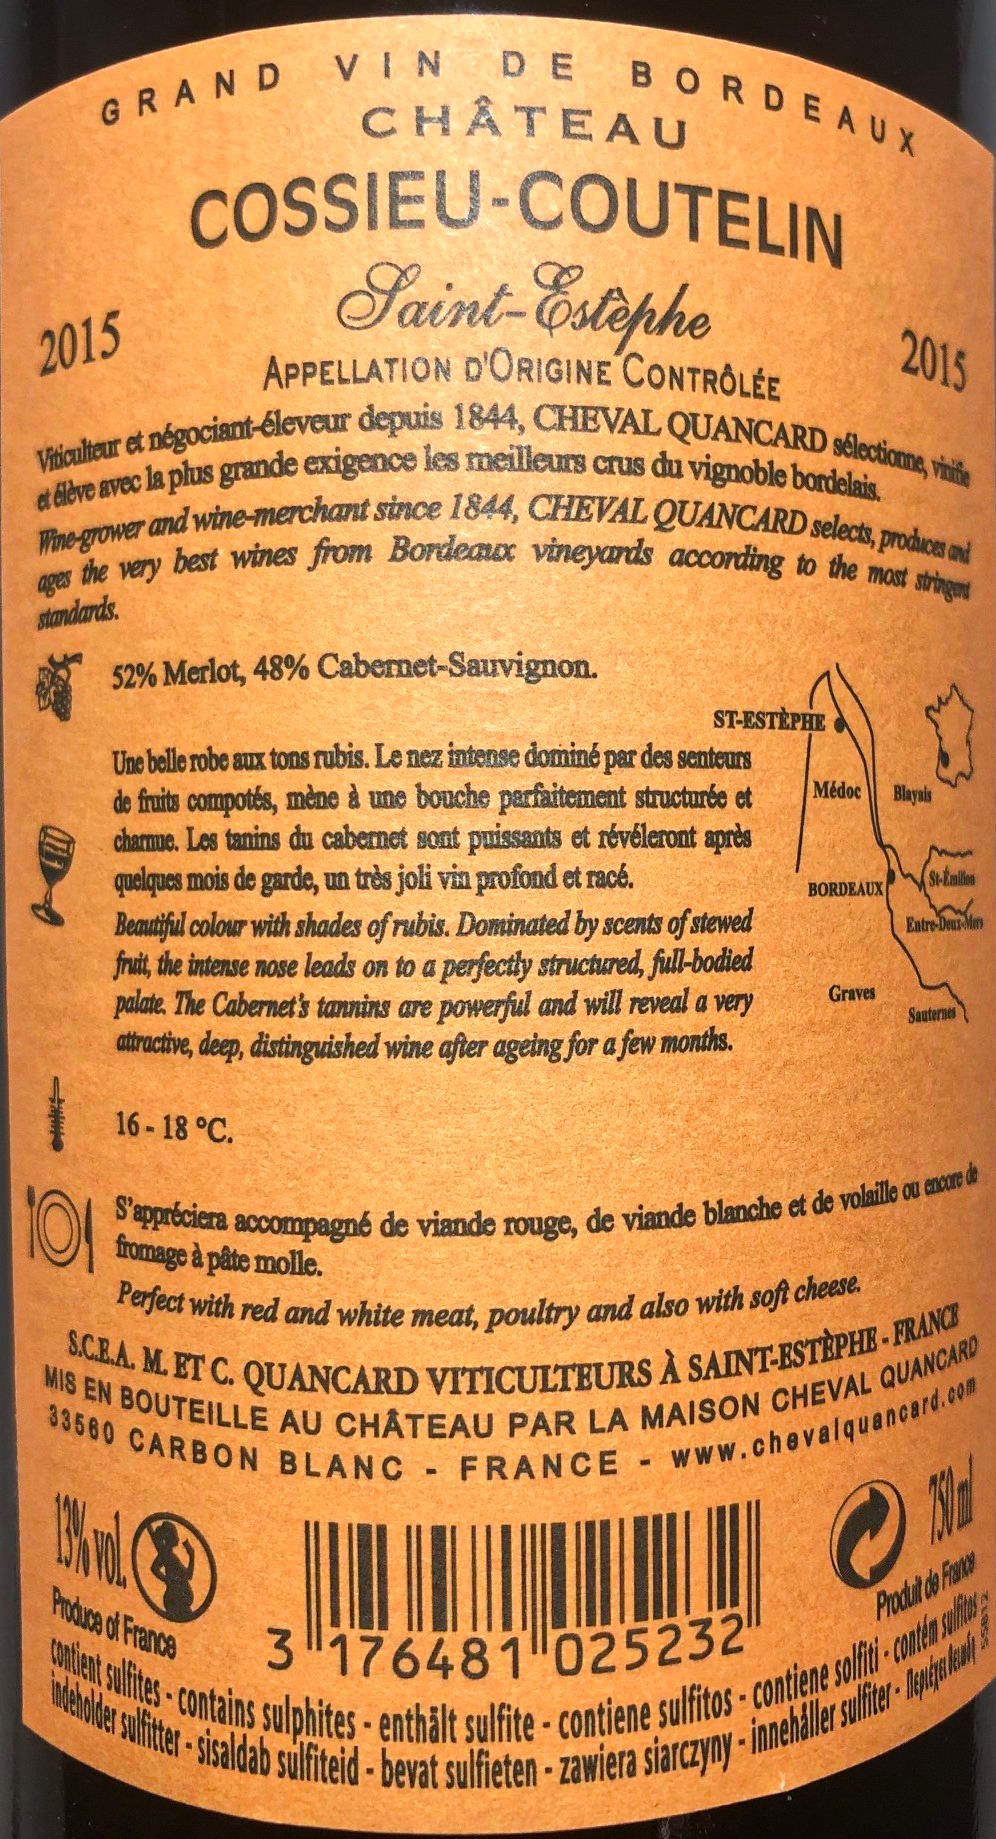 GRAND VIN DE BORDEAUX
CHÂTEAU
COSSIEU-COUTELIN
Saint-Estèphe
2015
2015
APPELLATION D'ORIGINE CONTRÔLÉE
Viticulteur et négociant-éleveur depuis 1844, CHEVAL QUANCARD sélectionne, vinifie
et élève avec la plus grande exigence les meilleurs crus du vignoble bordelais.
Wine-grower and wine-merchant since 1844, CHEVAL QUANCARD selects, produces and
ages the very best wines from Bordeaux vineyards according to the most stringent
standards.
52% Merlot, 48% Cabernet-Sauvignon.
ST-ESTÈPHE
Médoc
Blayais
BORDEAUX
St-Émilion
Entre-Deux-Mers
Graves
Sauternes
Une belle robe aux tons rubis. Le nez intense dominé par des senteurs
de fruits compotés, mène à une bouche parfaitement structurée et
charnue. Les tanins du cabernet sont puissants et révéleront après
quelques mois de garde, un très joli vin profond et racé.
Beautiful colour with shades of rubis. Dominated by scents of stewed
fruit, the intense nose leads on to a perfectly structured, full-bodied
palate. The Cabernet's tannins are powerful and will reveal a very
attractive, deep, distinguished wine after ageing for a few months.
16 - 18 °C.
S'appréciera accompagné de viande rouge, de viande blanche et de volaille ou encore de
fromage à pâte molle.
Perfect with red and white meat, poultry and also with soft cheese.
S.C.E.A. M. ET C. QUANCARD VITICULTEURS À SAINT-ESTÈPHE - FRANCE
MIS EN BOUTEILLE AU CHÂTEAU PAR LA MAISON CHEVAL QUANCARD
33560 CARBON BLANC - FRANCE - www.chevalquancard.com
13% vol.
750 ml
Produce of France
Produit de France
3 176481 025232
contient sulfites - contains sulphites - enthält sulfite - contiene sulfitos - contiene solfiti - contém sulfitos
indeholder sulfitter - sisaldab sulfiteid - bevat sulfieten - zawiera siarczyny - innehåller sulfiter - Περιέχει